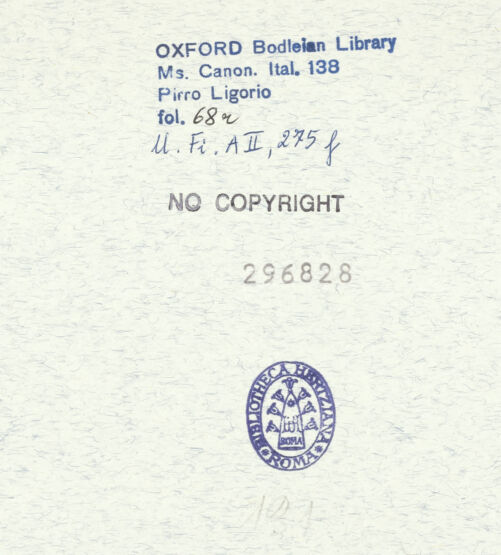 OXFORD Bodleian Library
Ms. Canon. Ital. 138
Pirro Ligorio
fol. 68r
U. Fi. A II, 275 f
NO COPYRIGHT
296828
BIBLIOTHECA HERTZIANA
ROMA
ROMA